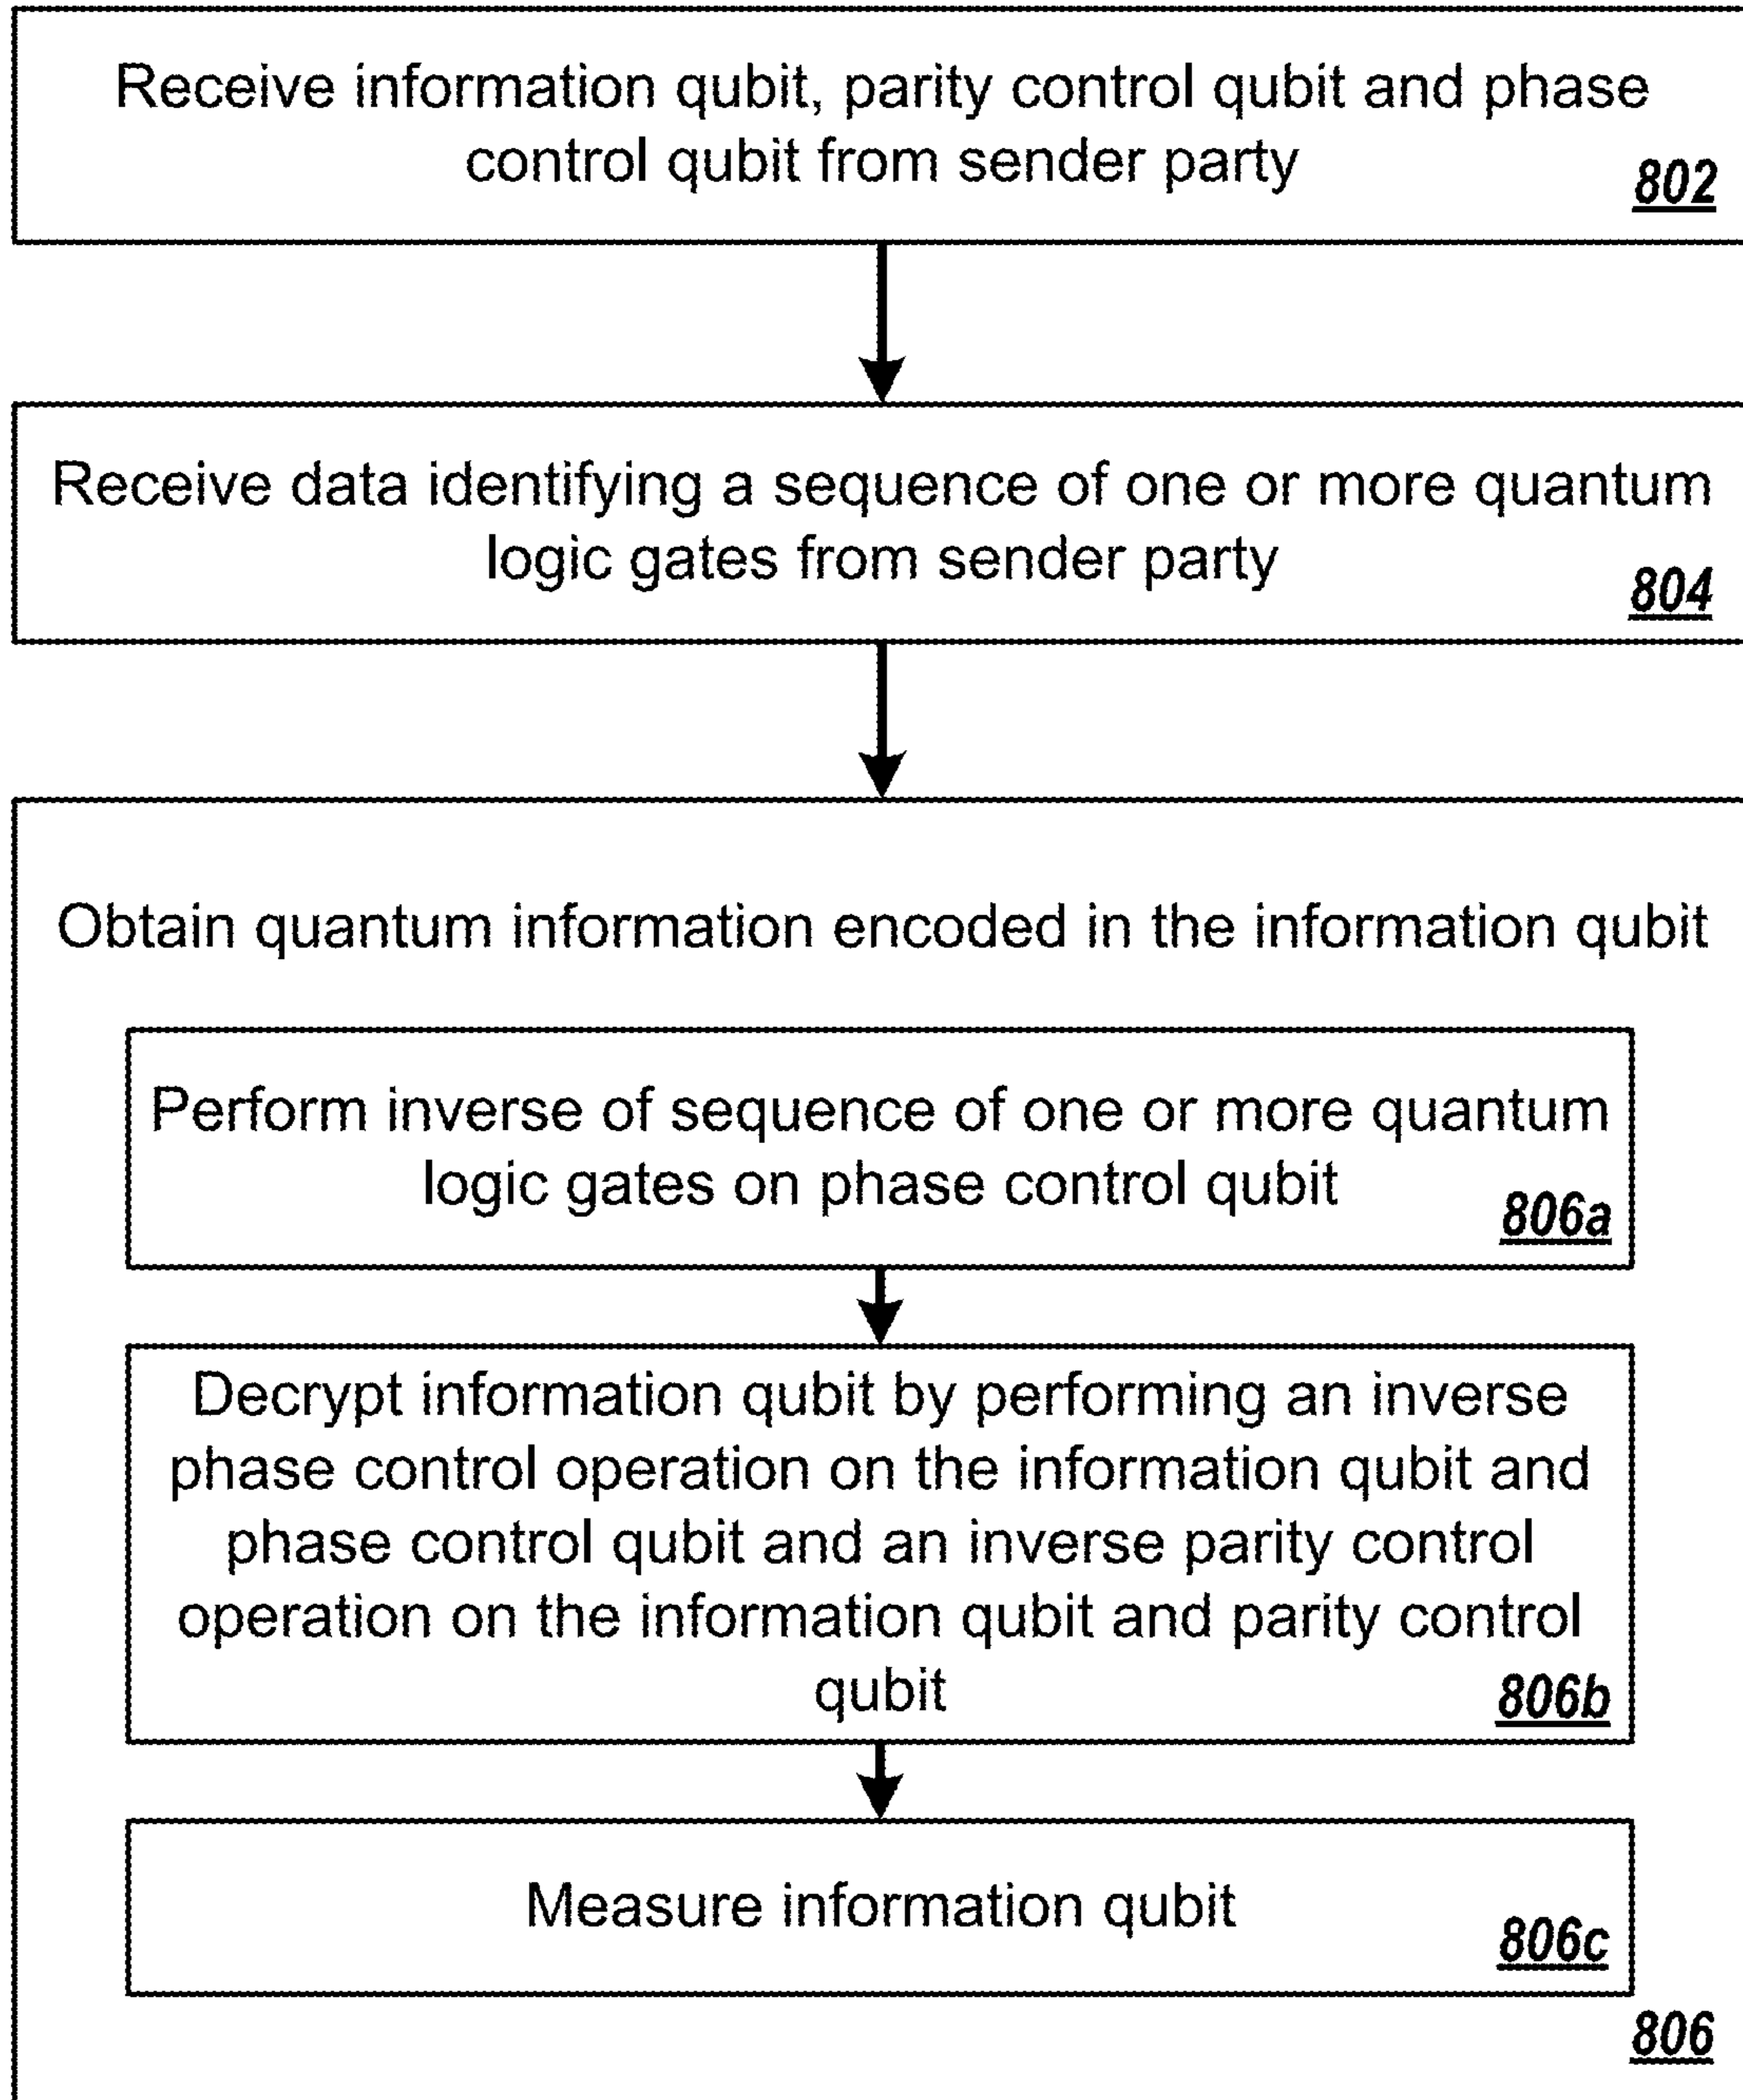 Receive information qubit, parity control qubit and phase
control qubit from sender party
802
Receive data identifying a sequence of one or more quantum
logic gates from sender party
804
Obtain quantum information encoded in the information qubit
Perform inverse of sequence of one or more quantum
logic gates on phase control qubit
806a
Decrypt information qubit by performing an inverse
phase control operation on the information qubit and
phase control qubit and an inverse parity control
operation on the information qubit and parity control
qubit
806b
Measure information qubit
806c
806